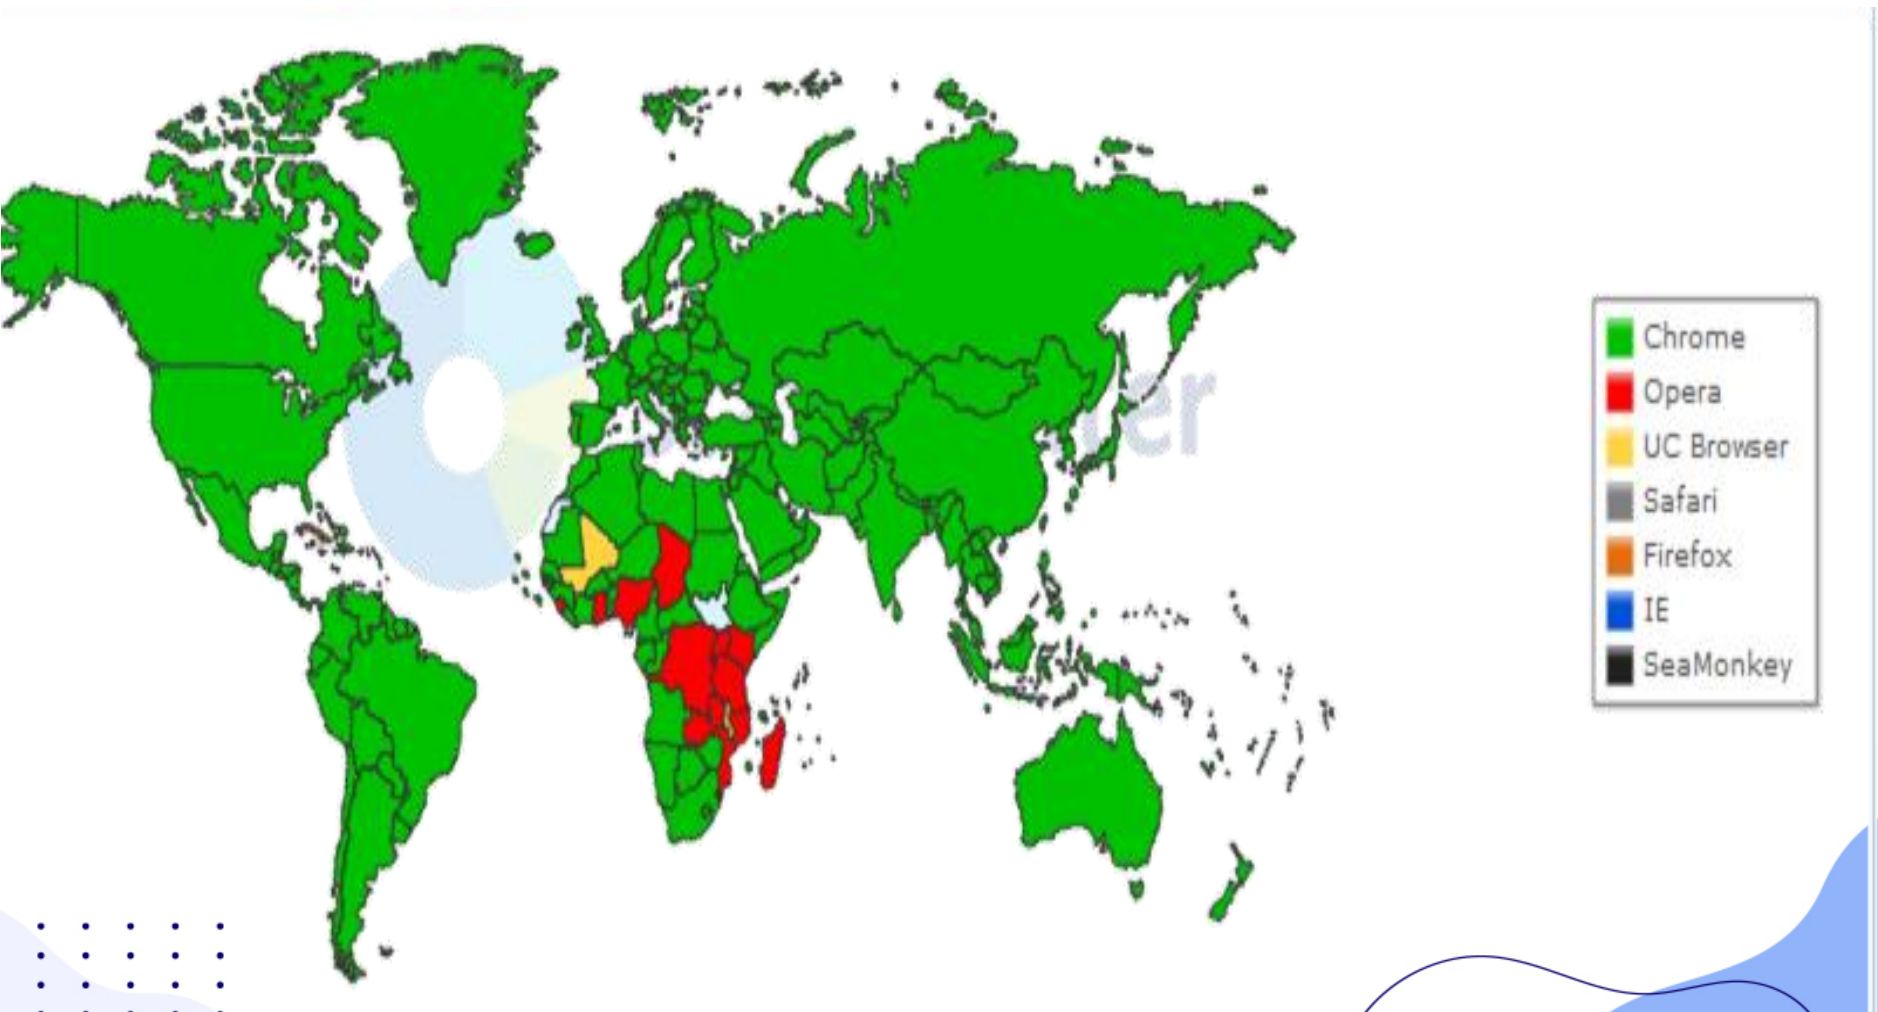 Chrome
Opera
UC Browser
Safari
Firefox
IE
SeaMonkey